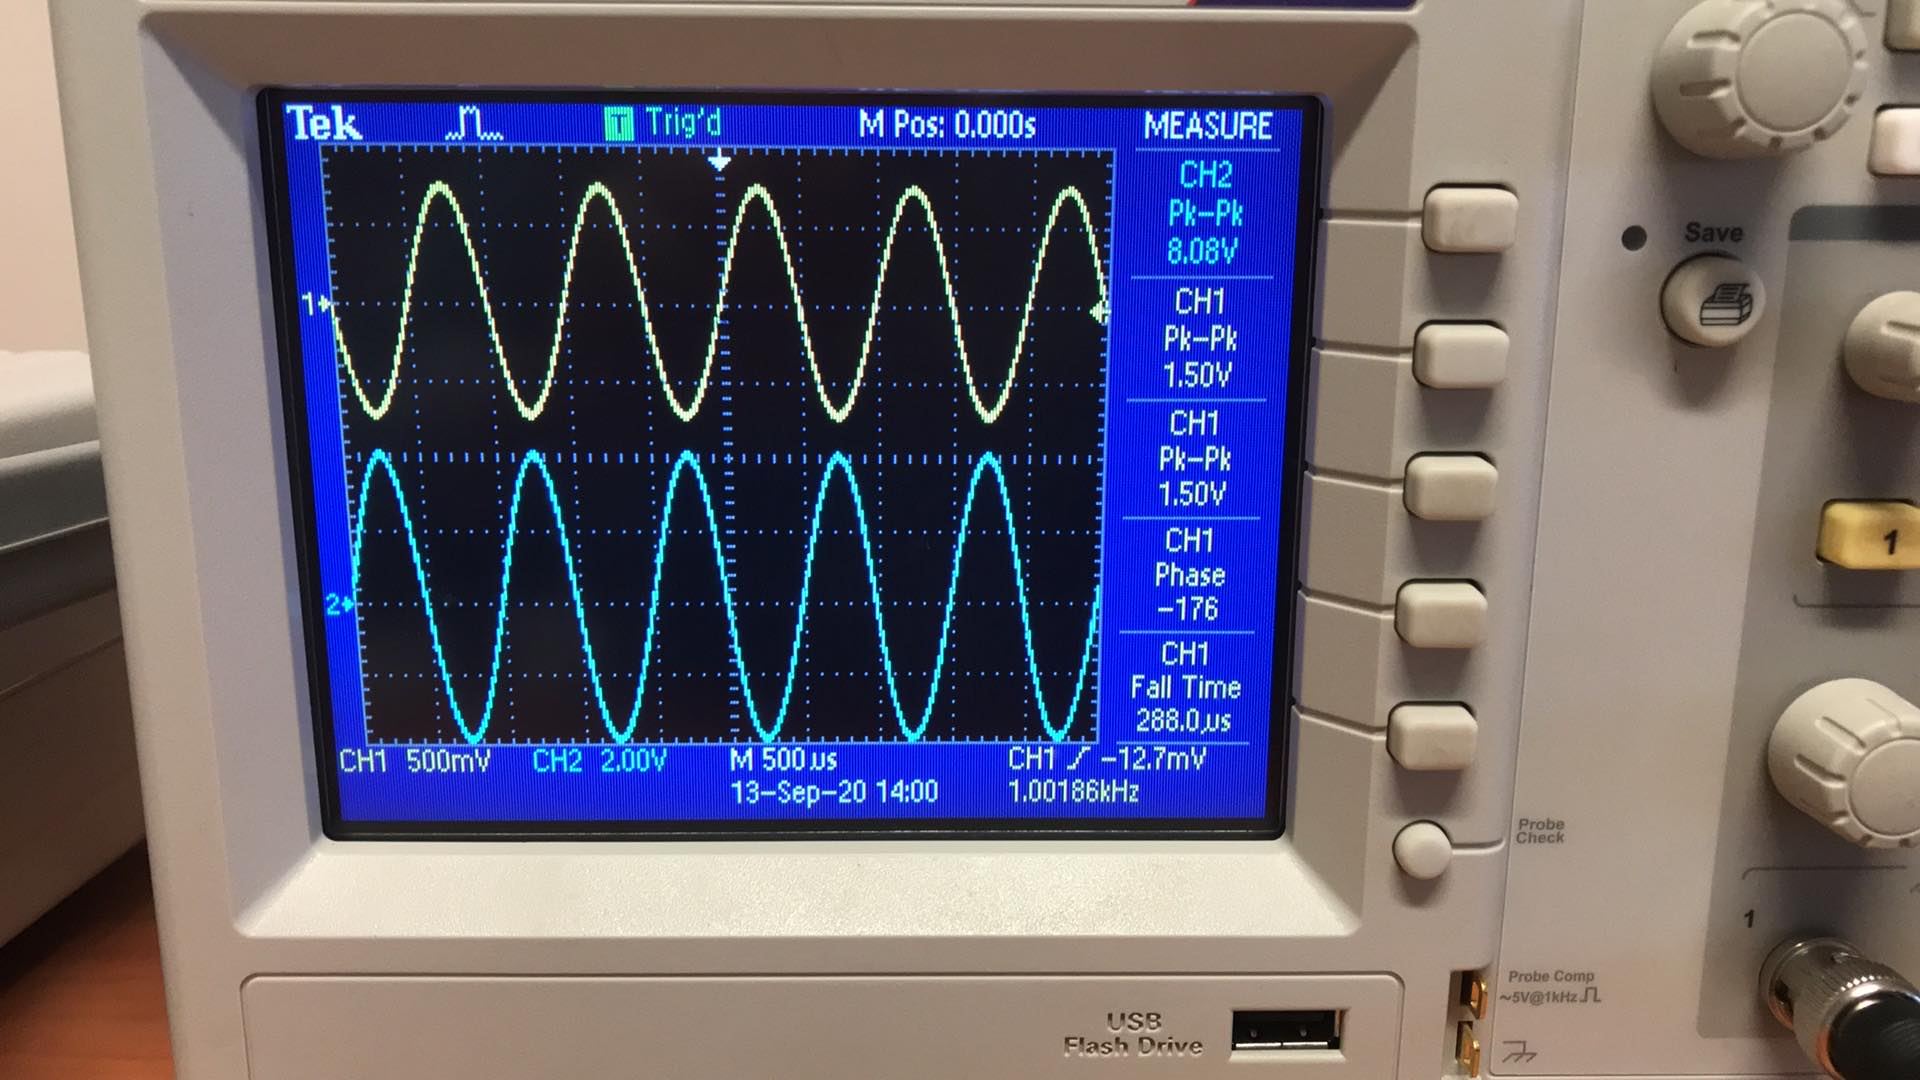 Tek T Trig'd M Pos: 0.000s MEASURE
CH2
Pk-Pk
8.08V
CH1
Pk-Pk
1.50V
CH1
Pk-Pk
1.50V
CH1
Phase
-176
CH1
Fall Time
288.0µs
1
2
CH1 500mV CH2 2.00V M 500µs CH1 -12.7mV
13-Sep-20 14:00 1.00186kHz
Save
1
Probe
Check
1
Probe Comp
~5V@1kHz
USB
Flash Drive